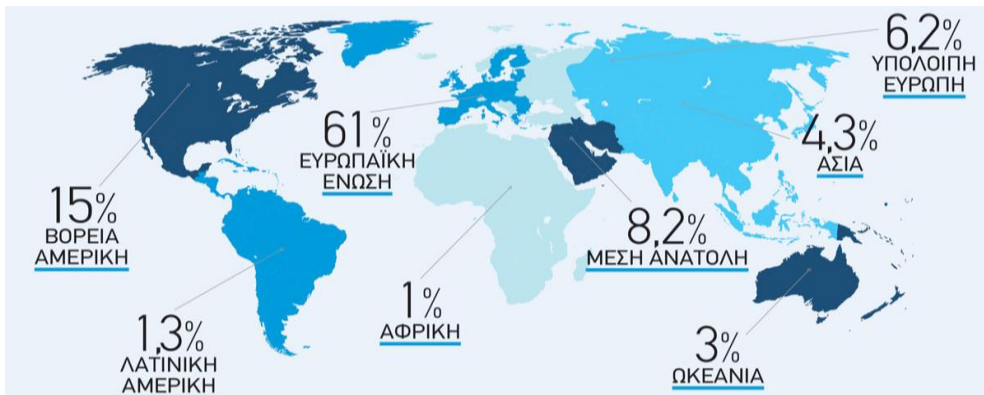 6,2%
ΥΠΟΛΟΙΠΗ
ΕΥΡΩΠΗ
61%
ΕΥΡΩΠΑΪΚΗ
ΕΝΩΣΗ
4,3%
ΑΣΙΑ
15%
ΒΟΡΕΙΑ
ΑΜΕΡΙΚΗ
8,2%
ΜΕΣΗ ΑΝΑΤΟΛΗ
1%
ΑΦΡΙΚΗ
1,3%
ΛΑΤΙΝΙΚΗ
ΑΜΕΡΙΚΗ
3%
ΩΚΕΑΝΙΑ